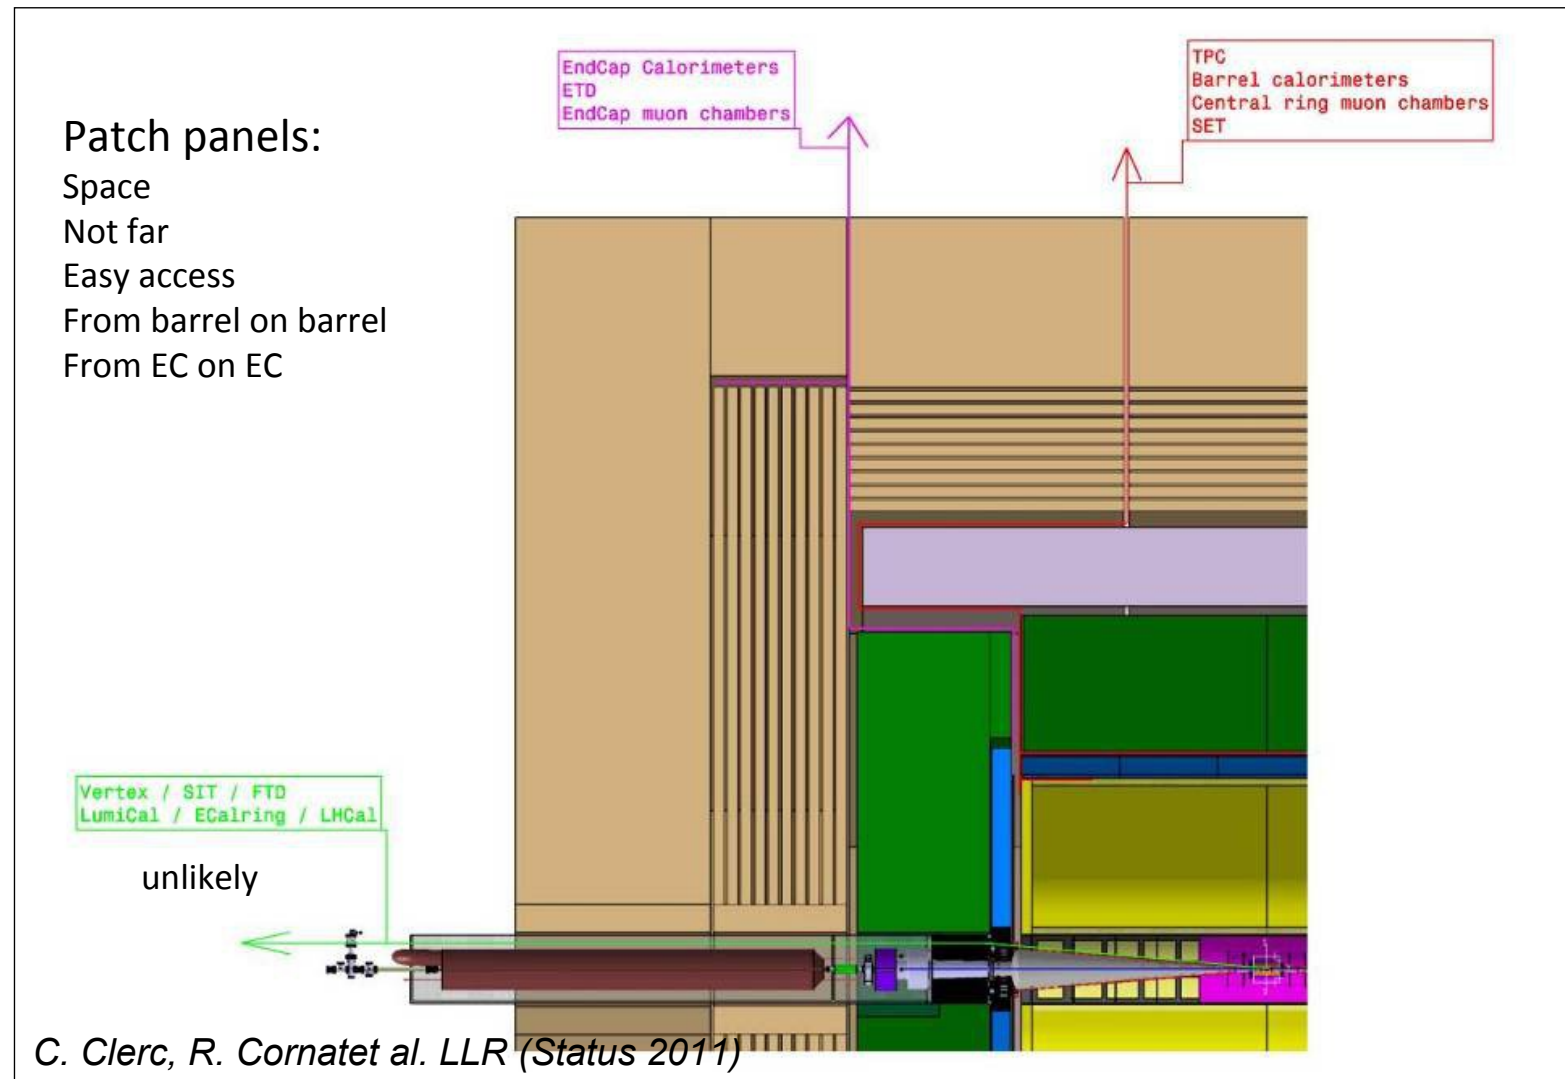 EndCap Calorimeters
ETD
EndCap muon chambers
TPC
Barrel calorimeters
Central ring muon chambers
SET
Patch panels:
Space
Not far
Easy access
From barrel on barrel
From EC on EC
Vertex / SIT / FTD
LumiCal / ECalring / LHCal
unlikely
C. Clerc, R. Cornatet al. LLR (Status 2011)